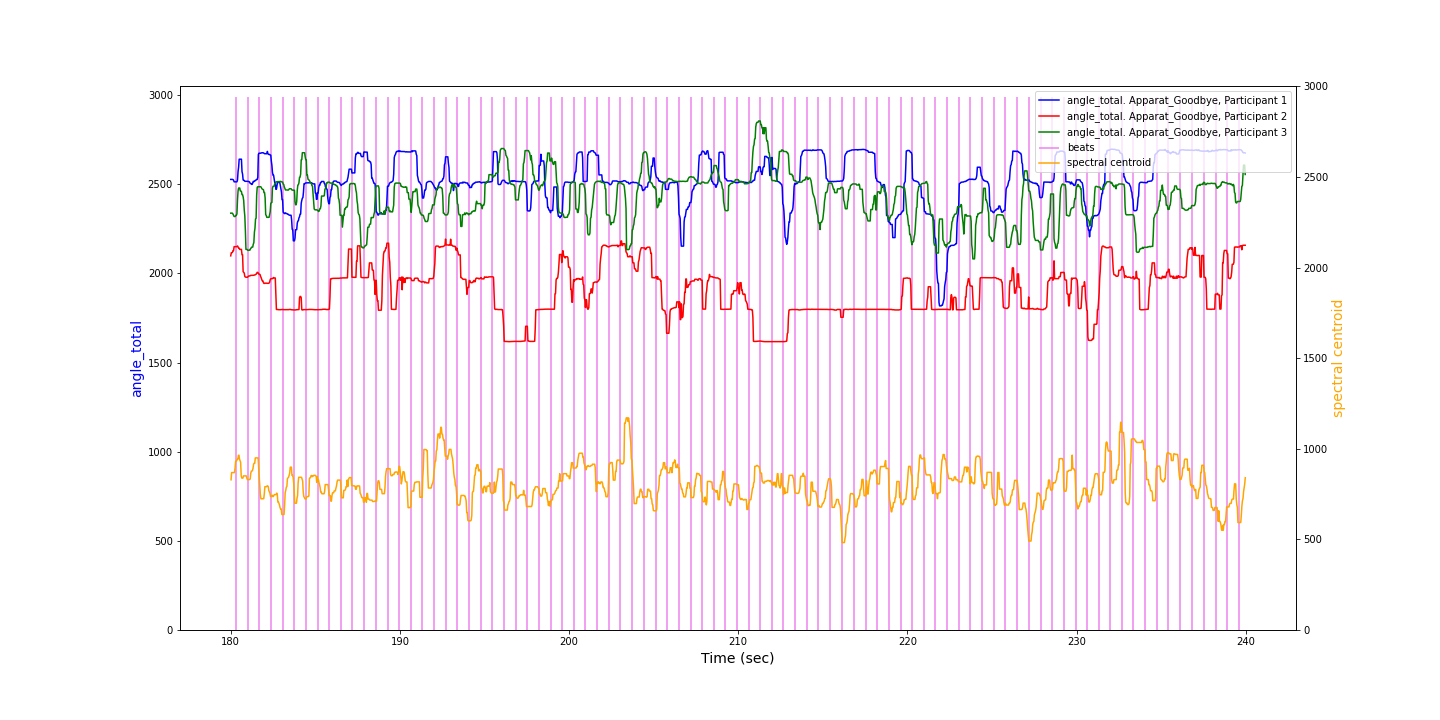 angle_total. Apparat_Goodbye, Participant 1
angle_total. Apparat_Goodbye, Participant 2
angle_total. Apparat_Goodbye, Participant 3
beats
spectral centroid
3000
2500
2000
1500
1000
500
0
angle_total
3000
2500
2000
1500
1000
500
0
spectral centroid
180
190
200
210
220
230
240
Time (sec)